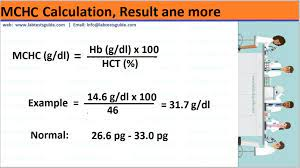 MCHC Calculation, Result ane more
web: www.labtestsguide.com | Email: info@labtestsguide.com
MCHC (g/dl) = Hb (g/dl) x 100
HCT (%)
Example = 14.6 g/dl x 100 = 31.7 g/dl
46
Normal: 26.6 pg - 33.0 pg